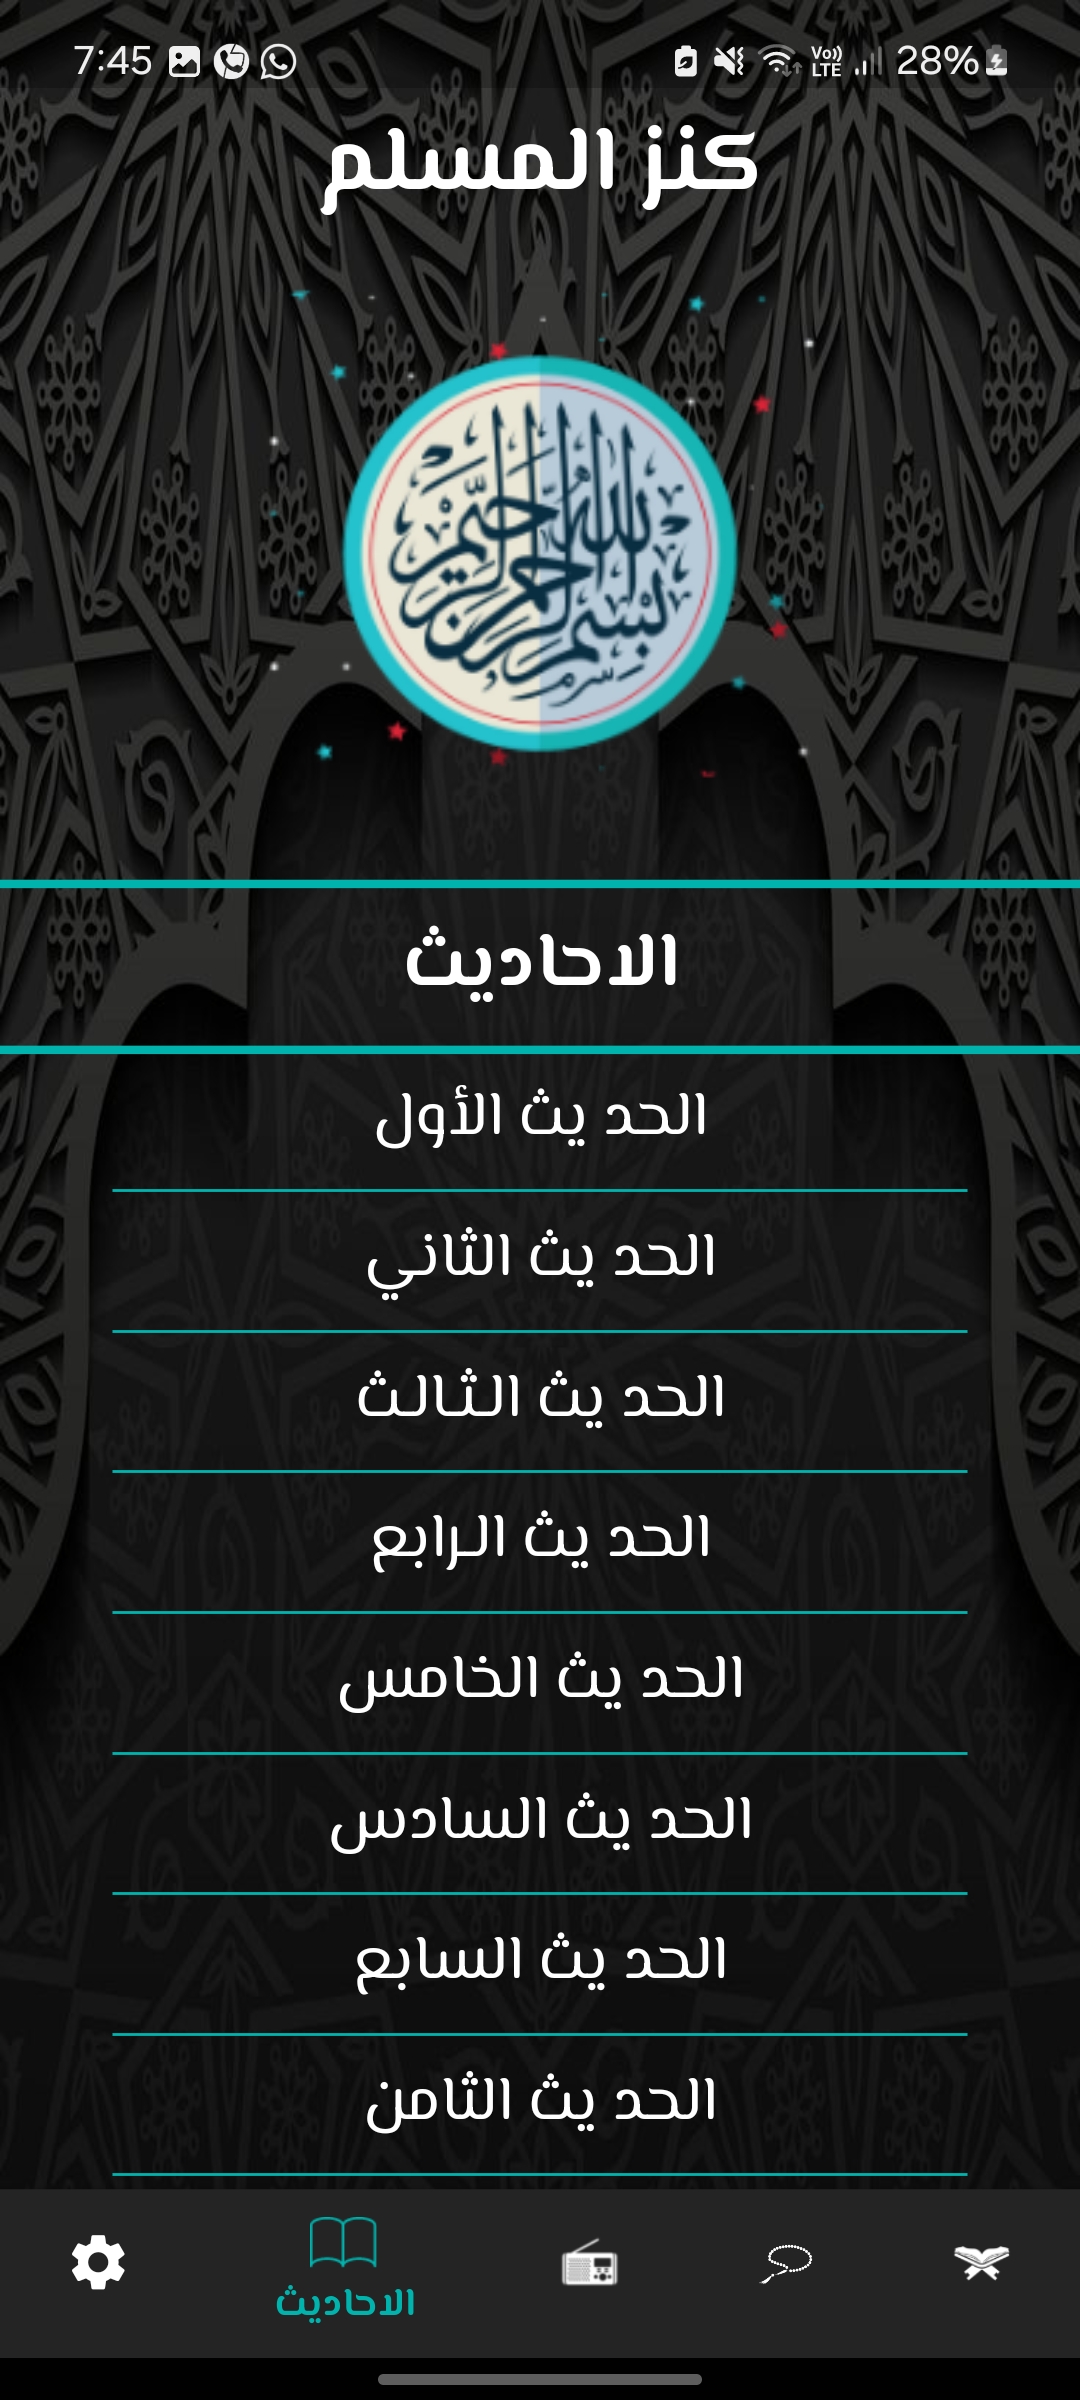 7:45
Vo)) LTE 28%
كنز المسلم
بسم الله الرحمن الرحيم
الاحاديث
الحد يث الأول
الحد يث الثاني
الحد يث الثالث
الحد يث الرابع
الحد يث الخامس
الحد يث السادس
الحد يث السابع
الحد يث الثامن
الاحاديث